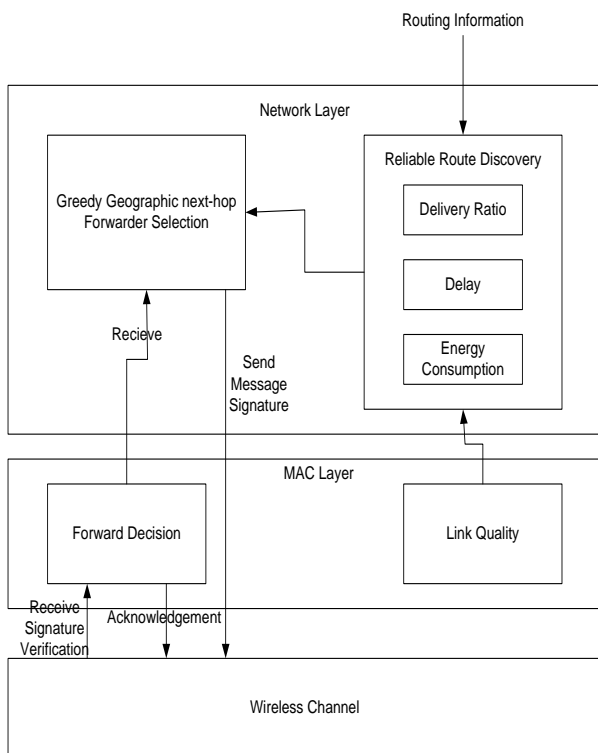 Routing Information
Network Layer
Reliable Route Discovery
Greedy Geographic next-hop
Forwarder Selection
Delivery Ratio
Delay
Energy
Consumption
Recieve
Send
Message
Signature
MAC Layer
Forward Decision
Link Quality
Receive
Signature
Verification
Acknowledgement
Wireless Channel